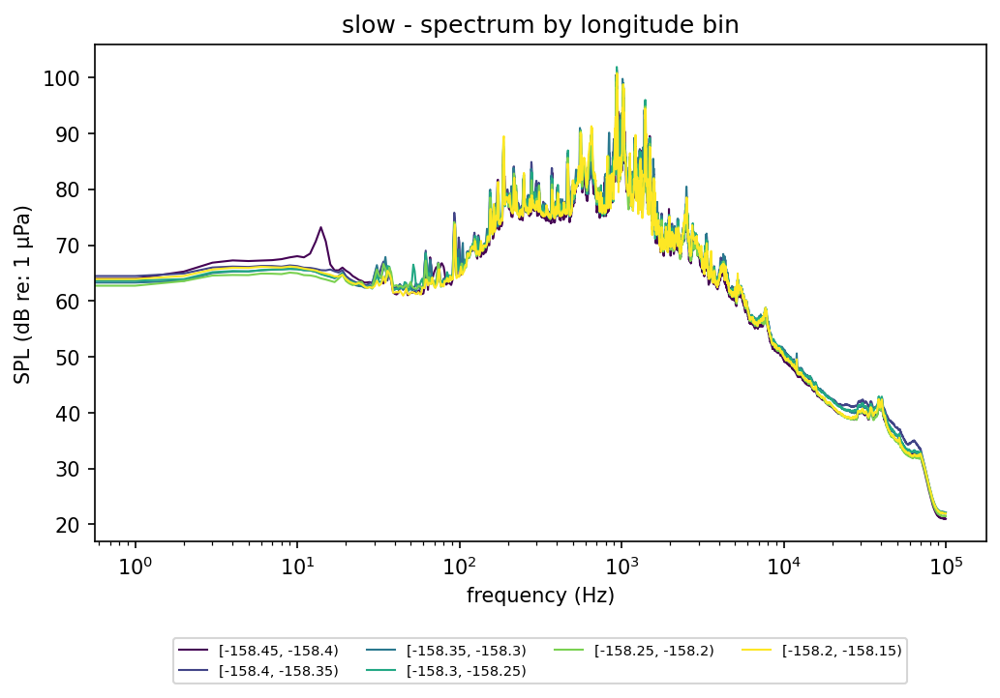 slow - spectrum by longitude bin
SPL (dB re: 1 µPa)
100
90
80
70
60
50
40
30
20
10⁰ 10¹ 10² 10³ 10⁴ 10⁵
frequency (Hz)
[-158.45, -158.4) [-158.35, -158.3) [-158.25, -158.2) [-158.2, -158.15)
[-158.4, -158.35) [-158.3, -158.25)